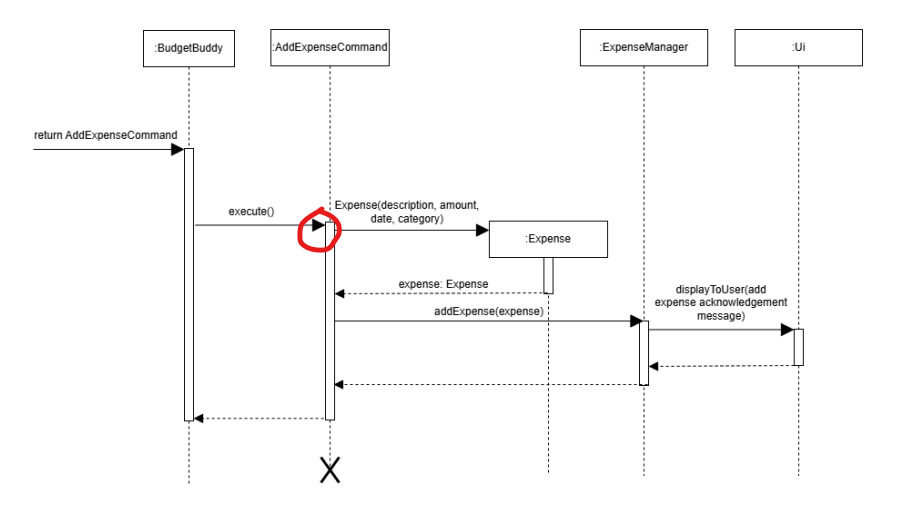 :BudgetBuddy
:AddExpenseCommand
:ExpenseManager
:Ui
return AddExpenseCommand
execute()
Expense(description, amount,
date, category)
:Expense
expense: Expense
displayToUser(add
expense acknowledgement
message)
addExpense(expense)
X